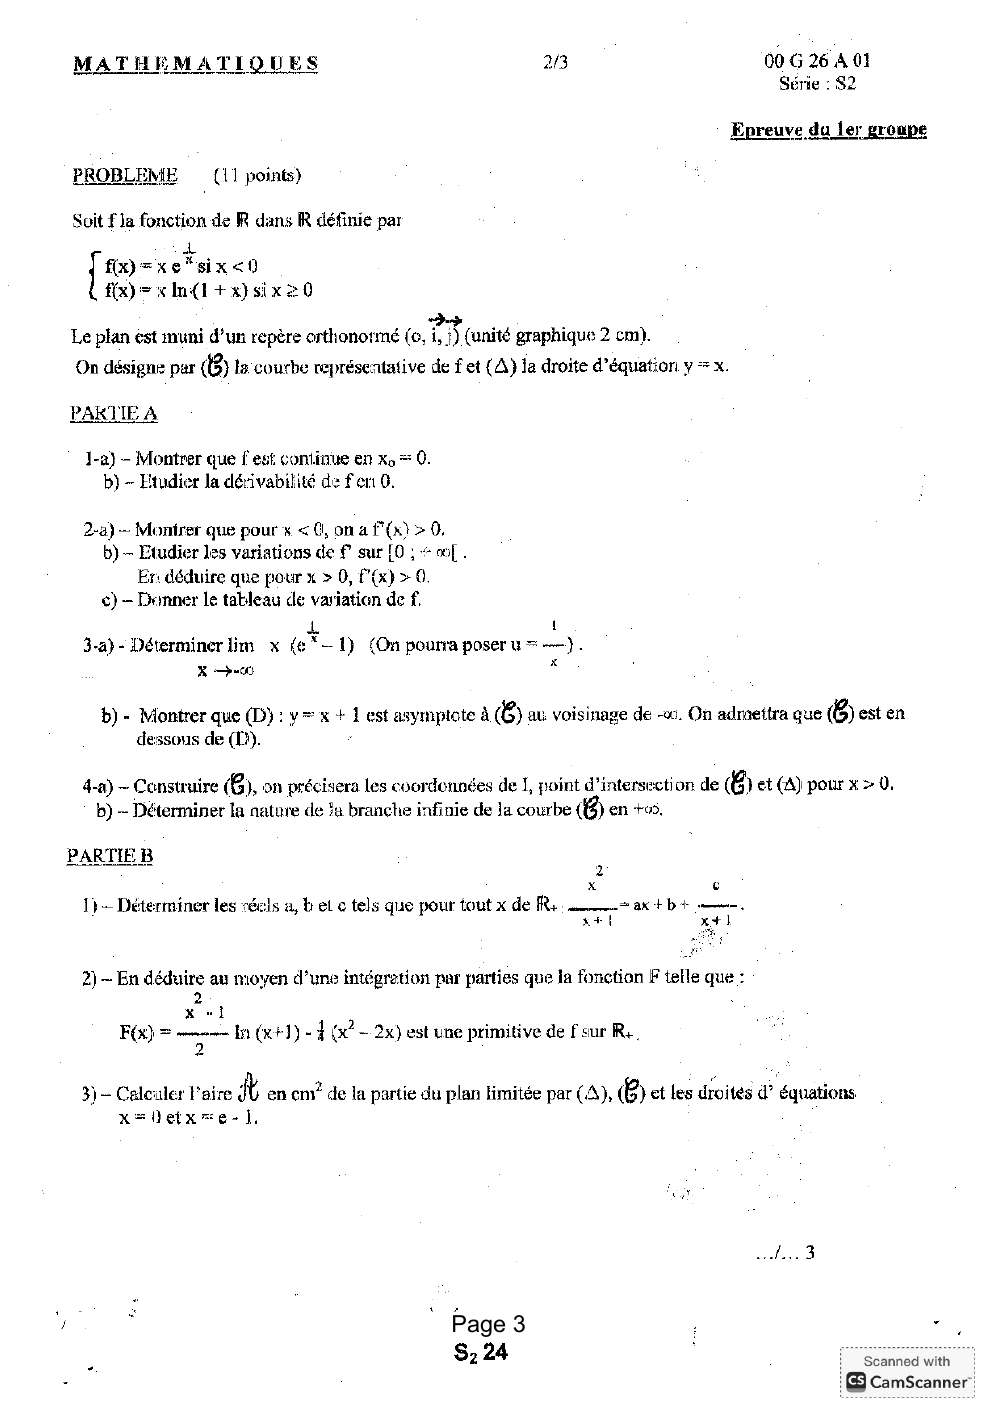 MATHEMATIQUES 2/3 00 G 26 A 01
Série : S2
Epreuve du 1er groupe
PROBLEME (11 points)
Soit f la fonction de ℝ dans ℝ définie par
f(x) = x e^(1/x) si x < 0
f(x) = x ln (1 + x) si x ≥ 0
Le plan est muni d'un repère orthonormé (o, i, j) (unité graphique 2 cm).
On désigne par (𝒞) la courbe représentative de f et (Δ) la droite d'équation y = x.
PARTIE A
1-a) – Montrer que f est continue en x₀ = 0.
b) – Etudier la dérivabilité de f en 0.
2-a) – Montrer que pour x < 0, on a f'(x) > 0.
b) – Etudier les variations de f' sur [0 ; + ∞[ .
En déduire que pour x > 0, f'(x) > 0.
c) – Donner le tableau de variation de f.
3-a) - Déterminer lim x (e^(1/x) – 1) (On pourra poser u = 1/x) .
x → -∞
b) - Montrer que (D) : y = x + 1 est asymptote à (𝒞) au voisinage de -∞. On admettra que (𝒞) est en
dessous de (D).
4-a) – Construire (𝒞), on précisera les coordonnées de I, point d'intersection de (𝒞) et (Δ) pour x > 0.
b) – Déterminer la nature de la branche infinie de la courbe (𝒞) en +∞.
PARTIE B
1) – Déterminer les réels a, b et c tels que pour tout x de ℝ₊ x²/(x + 1) = ax + b + c/(x + 1) .
2) – En déduire au moyen d'une intégration par parties que la fonction F telle que :
F(x) = (x² - 1)/2 ln (x+1) - ¼ (x² – 2x) est une primitive de f sur ℝ₊ .
3) – Calculer l'aire 𝒜 en cm² de la partie du plan limitée par (Δ), (𝒞) et les droites d' équations
x = 0 et x = e - 1.
.../... 3
Page 3
S₂ 24
Scanned with
CS CamScanner